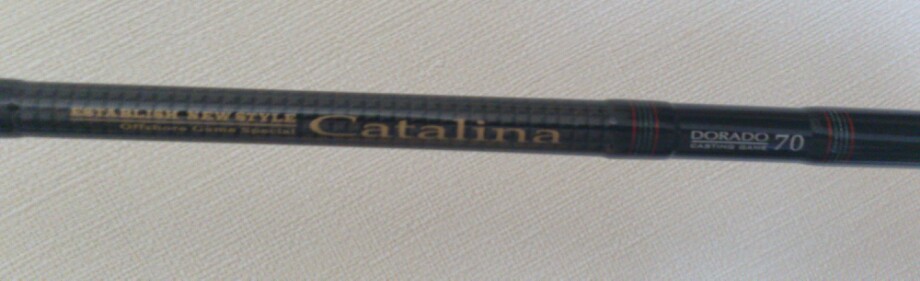 ESTABLISH NEW STYLE
Offshore Game Special
Catalina
DORADO
CASTING GAME
70